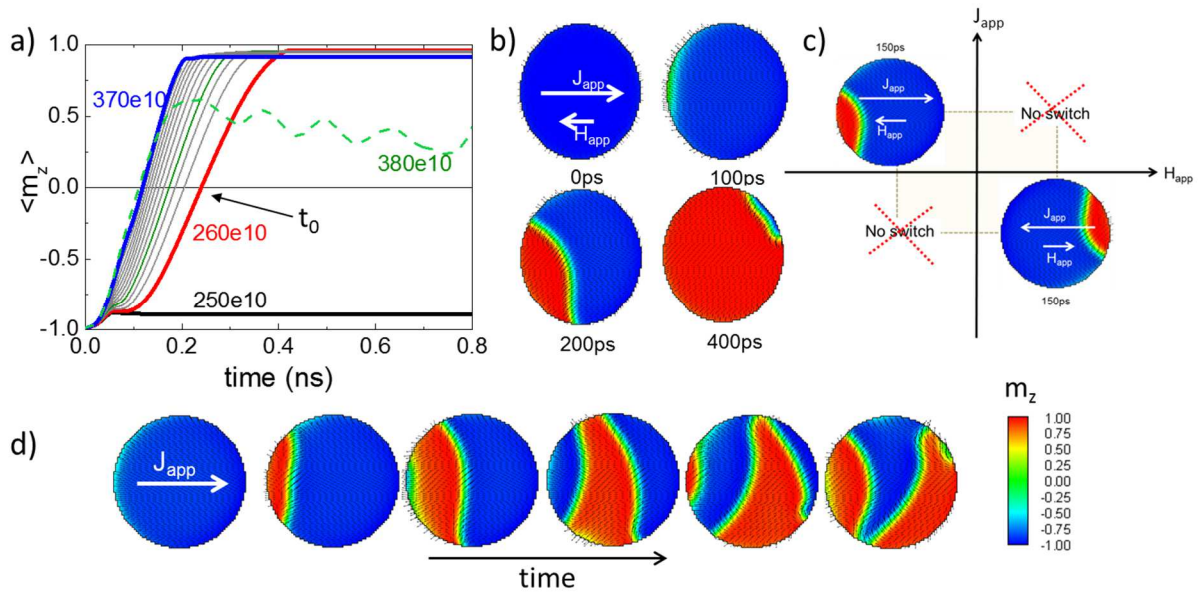 a)
1.0
0.5
0.0
-0.5
-1.0
<m_z>
370e10
380e10
260e10
t_0
250e10
0.0 0.2 0.4 0.6 0.8
time (ns)
b)
J_app
H_app
0ps
100ps
200ps
400ps
c)
J_app
150ps
J_app
H_app
No switch
H_app
No switch
J_app
H_app
150ps
d)
J_app
time
m_z
1.00
0.75
0.50
0.25
0.00
-0.25
-0.50
-0.75
-1.00